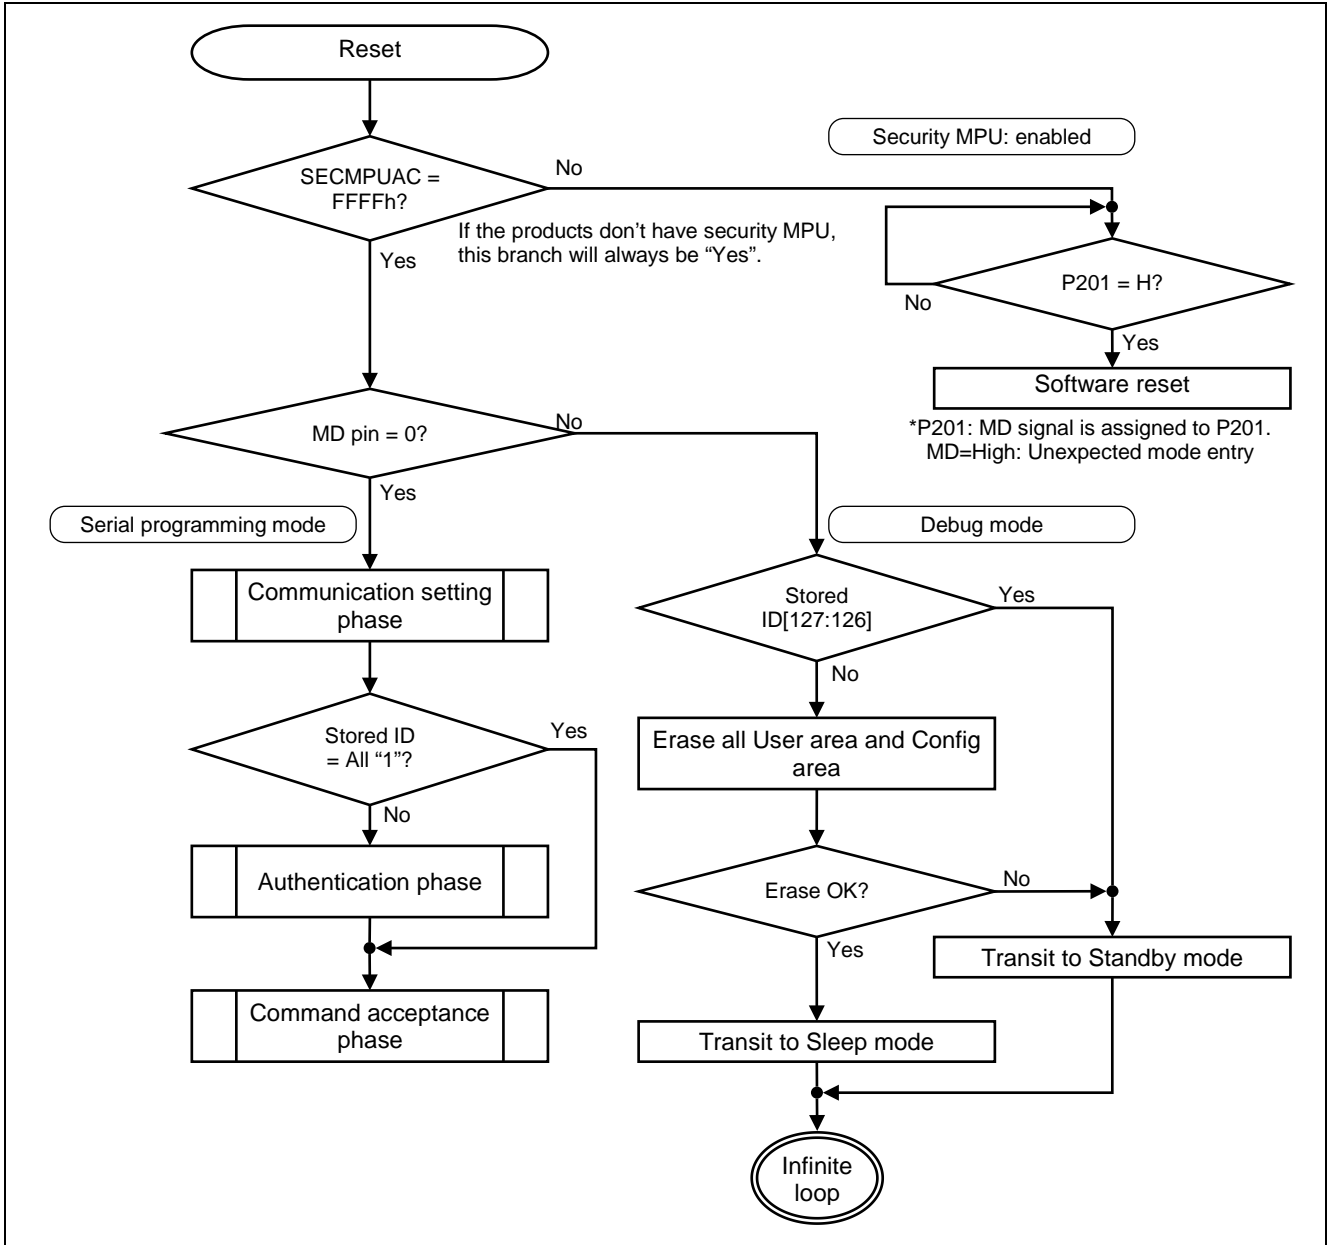 Reset
SECMPUAC =
FFFFh?
No
Security MPU: enabled
If the products don’t have security MPU,
this branch will always be “Yes”.
Yes
P201 = H?
No
Yes
Software reset
*P201: MD signal is assigned to P201.
MD=High: Unexpected mode entry
MD pin = 0?
No
Yes
Serial programming mode
Debug mode
Communication setting
phase
Stored ID
= All “1”?
Yes
No
Authentication phase
Command acceptance
phase
Stored
ID[127:126]
Yes
No
Erase all User area and Config
area
Erase OK?
No
Yes
Transit to Standby mode
Transit to Sleep mode
Infinite
loop